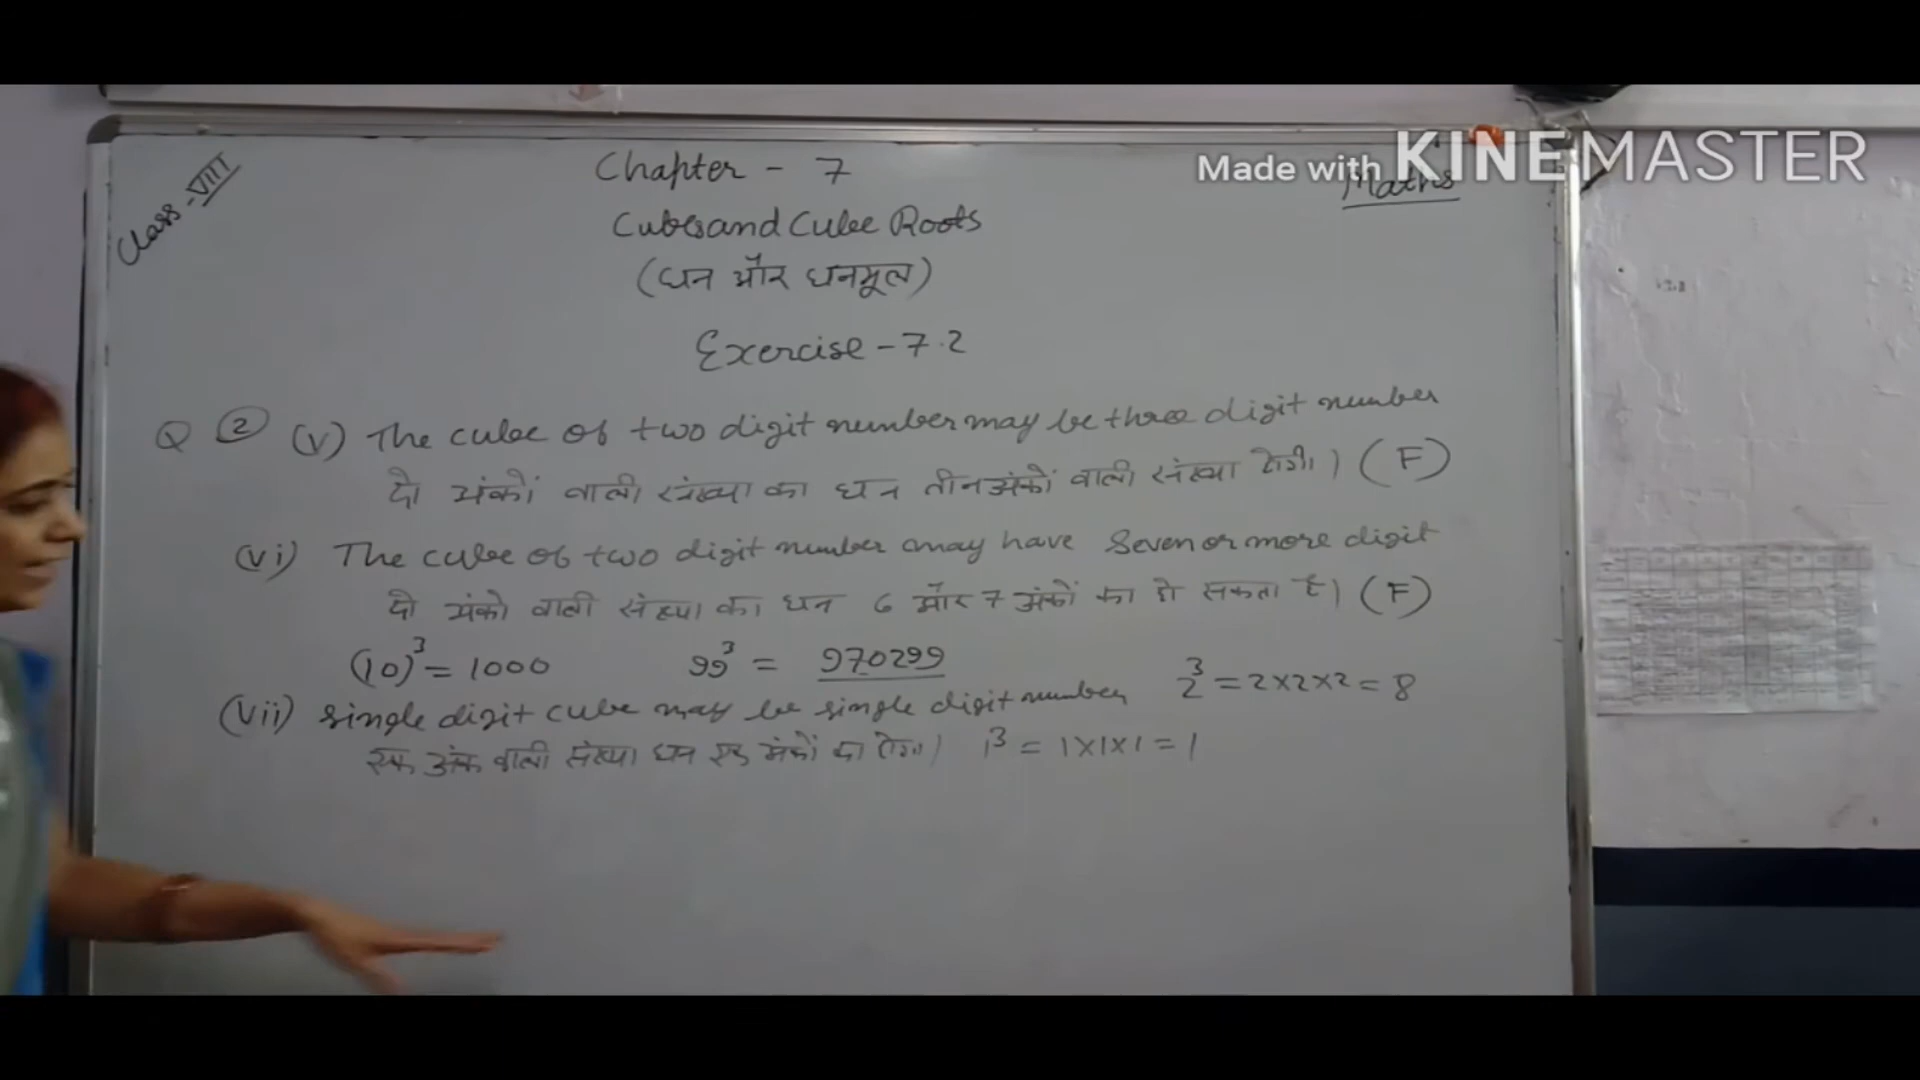 Made with KINEMASTER
Class - VIII
Maths
Chapter - 7
Cubes and Cube Roots
(घन और घनमूल)
Exercise - 7.2
Q ② (v) The cube of two digit number may be three digit number
दो अंकों वाली संख्या का घन तीन अंकों वाली संख्या होगी। (F)
(vi) The cube of two digit number may have seven or more digit
दो अंको वाली संख्या का घन 6 और 7 अंकों का हो सकता है। (F)
(10)³ = 1000 99³ = 970299
(vii) single digit cube may be single digit number 2³ = 2×2×2 = 8
एक अंक वाली संख्या घन एक अंकों का होगा। 1³ = 1×1×1 = 1